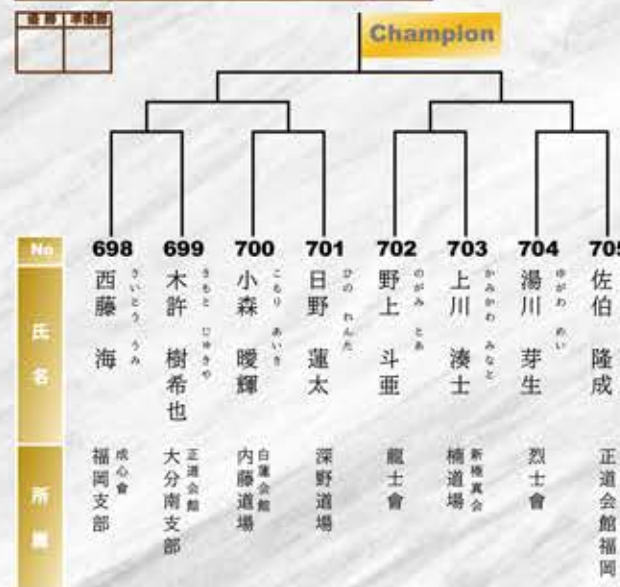 優勝
準優勝
Champion
No
698
699
700
701
702
703
704
705
氏名
西藤 海
さいとう うみ
木許 樹希也
きもと じゅきや
小森 曖輝
こもり あいき
日野 蓮太
ひの れんた
野上 斗亜
のがみ とあ
上川 湊士
かみかわ みなと
湯川 芽生
ゆがわ めい
佐伯 隆成
所属
成心會
福岡支部
正道会館
大分南支部
白蓮会館
内藤道場
深野道場
龍士會
新極真会
楠道場
烈士會
正道会館福岡